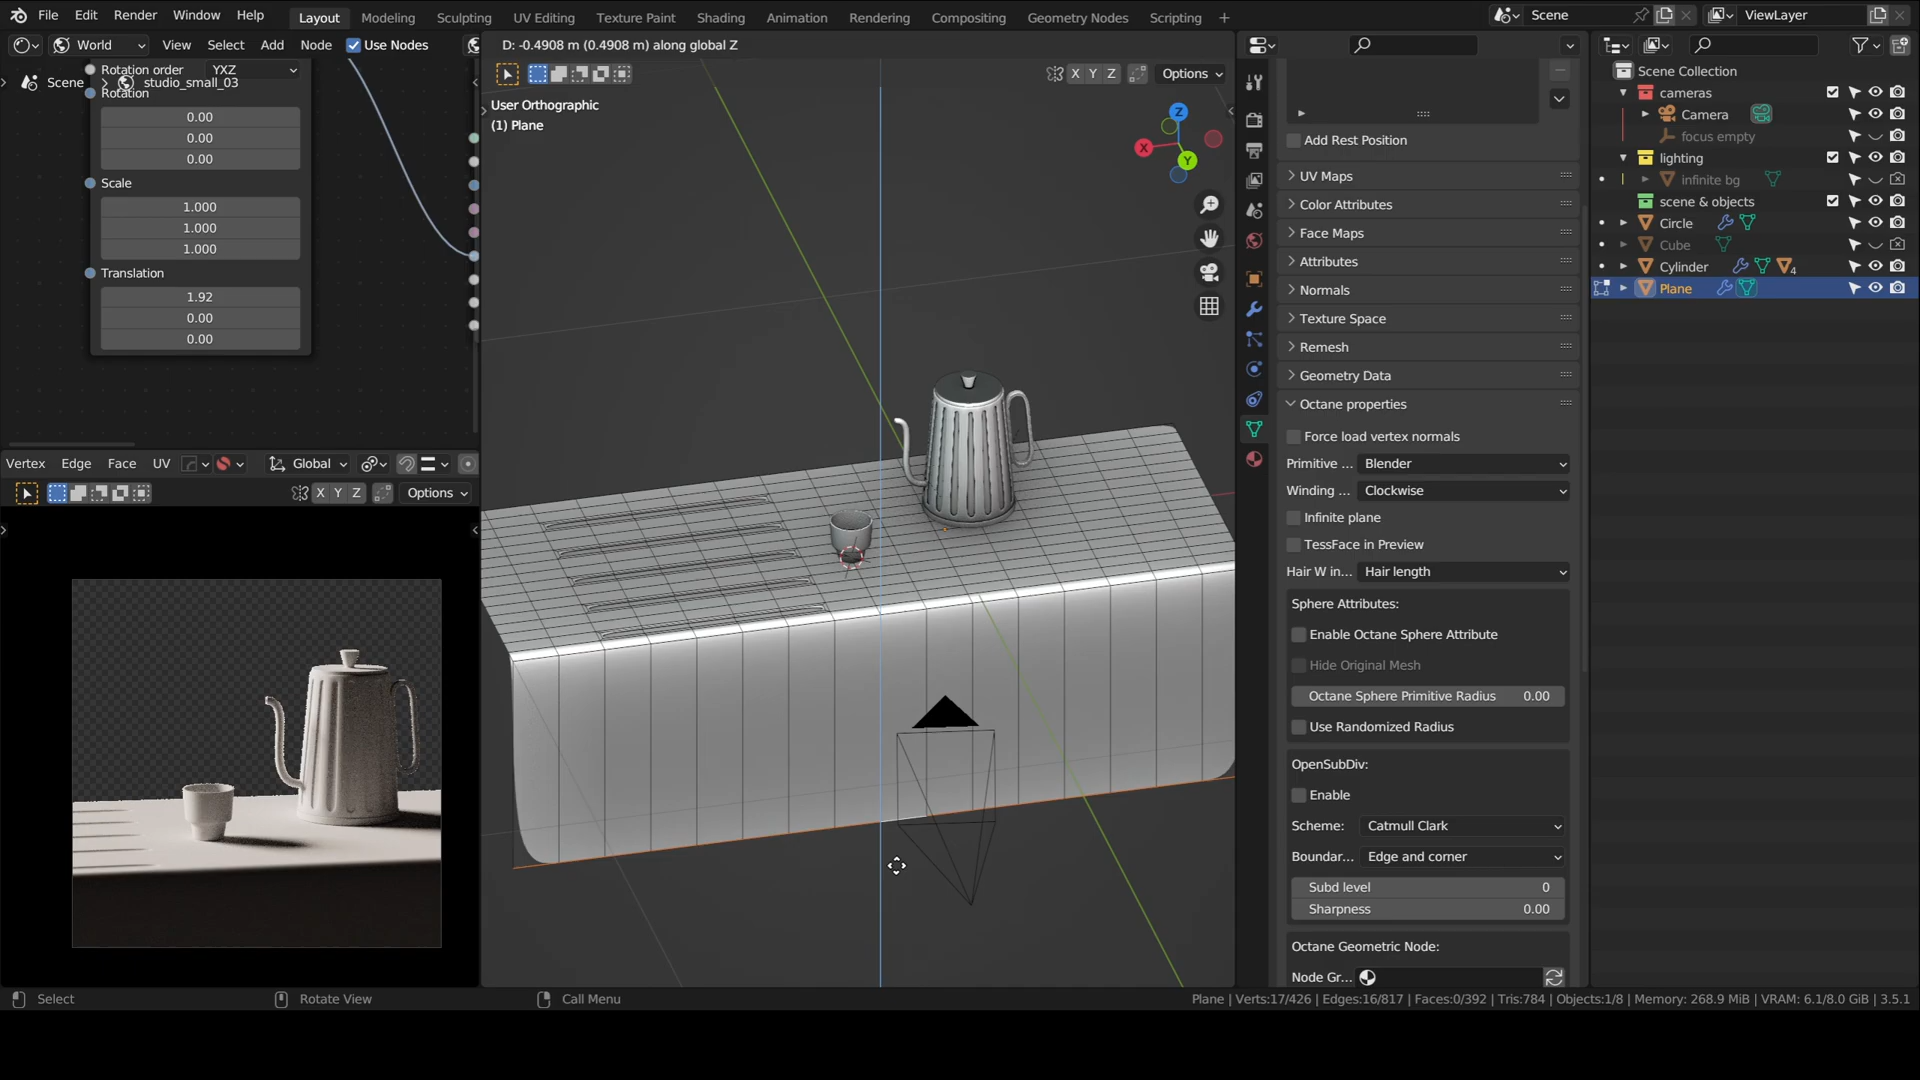 File Edit Render Window Help Layout Modeling Sculpting UV Editing Texture Paint Shading Animation Rendering Compositing Geometry Nodes Scripting + Scene ViewLayer
World View Select Add Node Use Nodes
D: -0.4908 m (0.4908 m) along global Z
Rotation order YXZ
Scene > studio_small_03
Rotation
0.00
0.00
0.00
Scale
1.000
1.000
1.000
Translation
1.92
0.00
0.00
Vertex Edge Face UV Global
X Y Z Options
X Y Z Options
User Orthographic
(1) Plane
Z
X
Y
Add Rest Position
UV Maps
Color Attributes
Face Maps
Attributes
Normals
Texture Space
Remesh
Geometry Data
Octane properties
Force load vertex normals
Primitive ... Blender
Winding ... Clockwise
Infinite plane
TessFace in Preview
Hair W in... Hair length
Sphere Attributes:
Enable Octane Sphere Attribute
Hide Original Mesh
Octane Sphere Primitive Radius 0.00
Use Randomized Radius
OpenSubDiv:
Enable
Scheme: Catmull Clark
Boundar... Edge and corner
Subd level 0
Sharpness 0.00
Octane Geometric Node:
Node Gr...
Scene Collection
cameras
Camera
focus empty
lighting
infinite bg
scene & objects
Circle
Cube
Cylinder 4
Plane
Select Rotate View Call Menu
Plane | Verts:17/426 | Edges:16/817 | Faces:0/392 | Tris:784 | Objects:1/8 | Memory: 268.9 MiB | VRAM: 6.1/8.0 GiB | 3.5.1